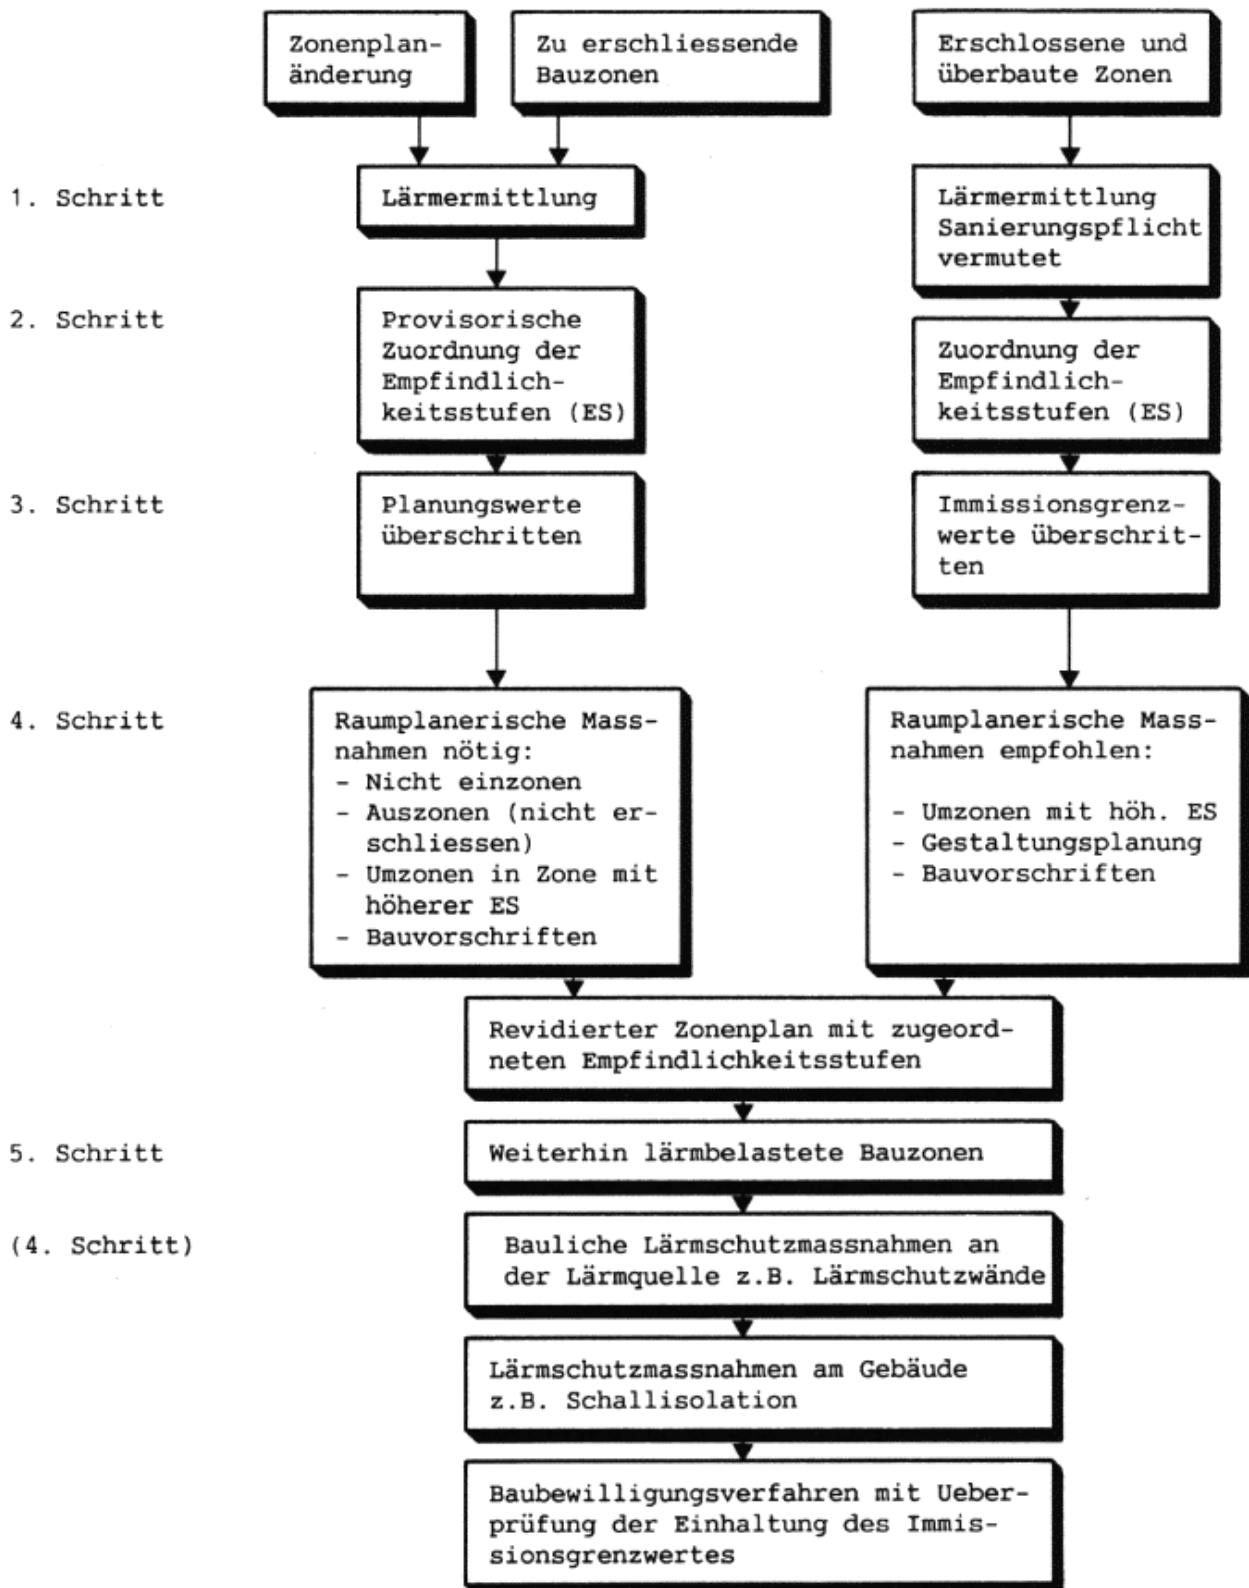 Zonenplan-
änderung
Zu erschliessende
Bauzonen
Erschlossene und
überbaute Zonen
1. Schritt
Lärmermittlung
Lärmermittlung
Sanierungspflicht
vermutet
2. Schritt
Provisorische
Zuordnung der
Empfindlich-
keitsstufen (ES)
Zuordnung der
Empfindlich-
keitsstufen (ES)
3. Schritt
Planungswerte
überschritten
Immissionsgrenz-
werte überschrit-
ten
4. Schritt
Raumplanerische Mass-
nahmen nötig:
- Nicht einzonen
- Auszonen (nicht er-
schliessen)
- Umzonen in Zone mit
höherer ES
- Bauvorschriften
Raumplanerische Mass-
nahmen empfohlen:
- Umzonen mit höh. ES
- Gestaltungsplanung
- Bauvorschriften
Revidierter Zonenplan mit zugeord-
neten Empfindlichkeitsstufen
5. Schritt
Weiterhin lärmbelastete Bauzonen
(4. Schritt)
Bauliche Lärmschutzmassnahmen an
der Lärmquelle z.B. Lärmschutzwände
Lärmschutzmassnahmen am Gebäude
z.B. Schallisolation
Baubewilligungsverfahren mit Ueber-
prüfung der Einhaltung des Immis-
sionsgrenzwertes